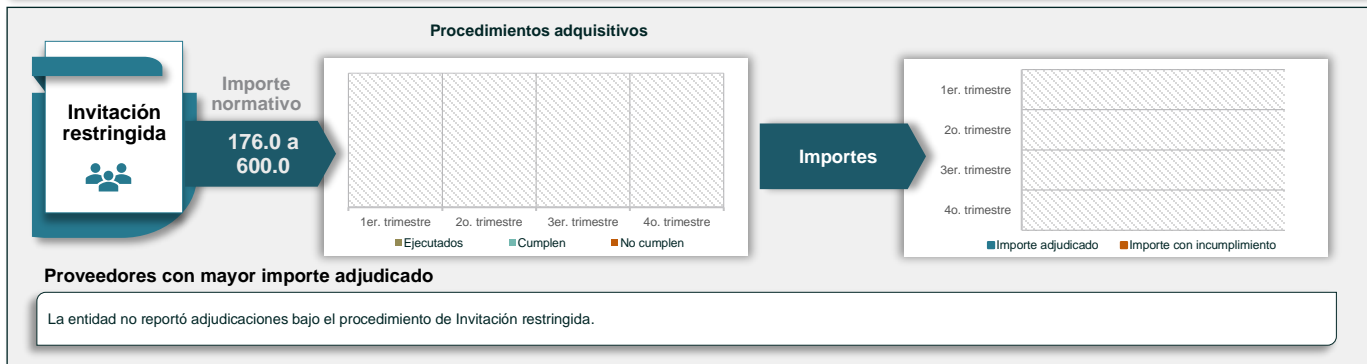 Procedimientos adquisitivos
Invitación
restringida
Importe
normativo
176.0 a
600.0
1er. trimestre
2o. trimestre
3er. trimestre
4o. trimestre
Ejecutados
Cumplen
No cumplen
Importes
1er. trimestre
2o. trimestre
3er. trimestre
4o. trimestre
Importe adjudicado
Importe con incumplimiento
Proveedores con mayor importe adjudicado
La entidad no reportó adjudicaciones bajo el procedimiento de Invitación restringida.